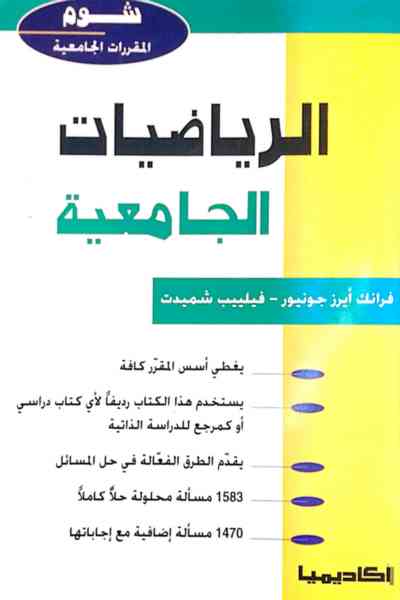 شوم
المقررات الجامعية
الرياضيات
الجامعية
فرانك أيرز جونيور - فيلييب شميدت
يغطي أسس المقرّر كافة
يستخدم هذا الكتاب رديفاً لأي كتاب دراسي
أو كمرجع للدراسة الذاتية
يقدّم الطرق الفعّالة في حل المسائل
1583 مسألة محلولة حلاًّ كاملاً
1470 مسألة إضافية مع إجاباتها
اكاديميا